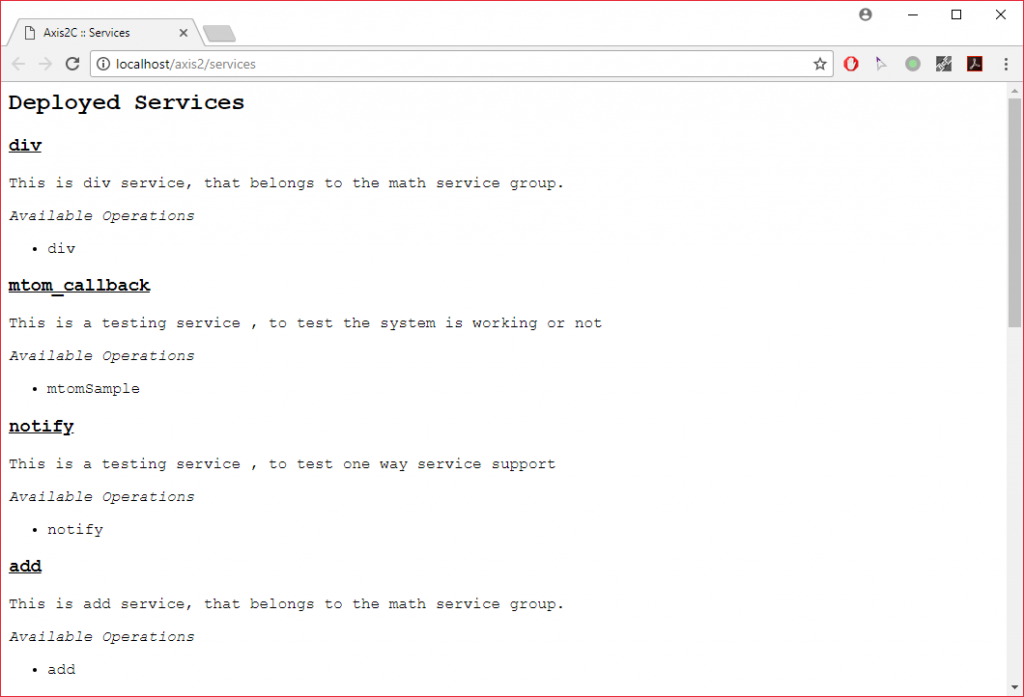 Axis2C :: Services
localhost/axis2/services
Deployed Services
div
This is div service, that belongs to the math service group.
Available Operations
• div
mtom_callback
This is a testing service , to test the system is working or not
Available Operations
• mtomSample
notify
This is a testing service , to test one way service support
Available Operations
• notify
add
This is add service, that belongs to the math service group.
Available Operations
• add